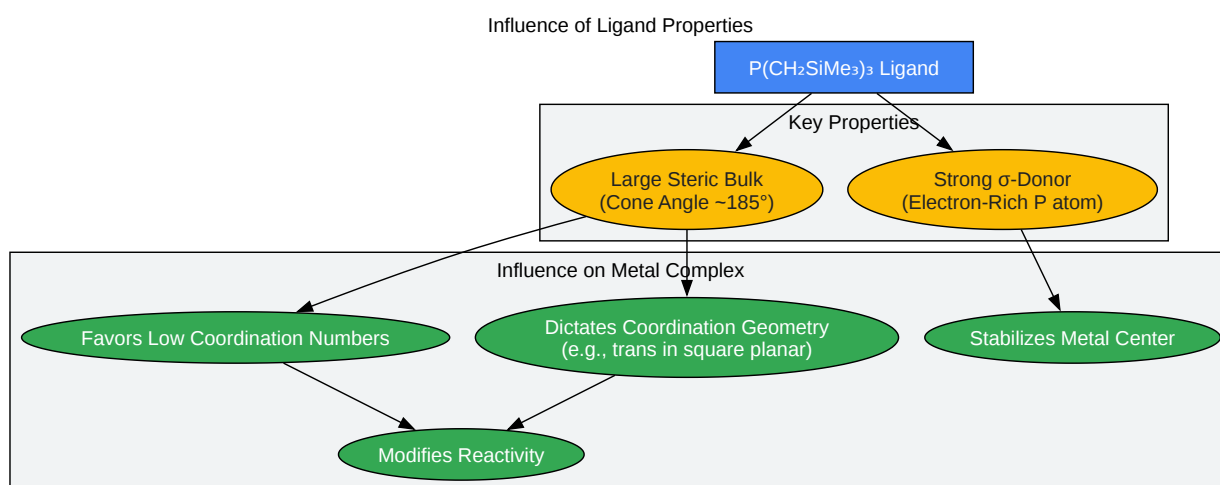 Influence of Ligand Properties
P(CH₂SiMe₃)₃ Ligand
Key Properties
Large Steric Bulk
(Cone Angle ~185°)
Strong σ-Donor
(Electron-Rich P atom)
Influence on Metal Complex
Favors Low Coordination Numbers
Dictates Coordination Geometry
(e.g., trans in square planar)
Stabilizes Metal Center
Modifies Reactivity